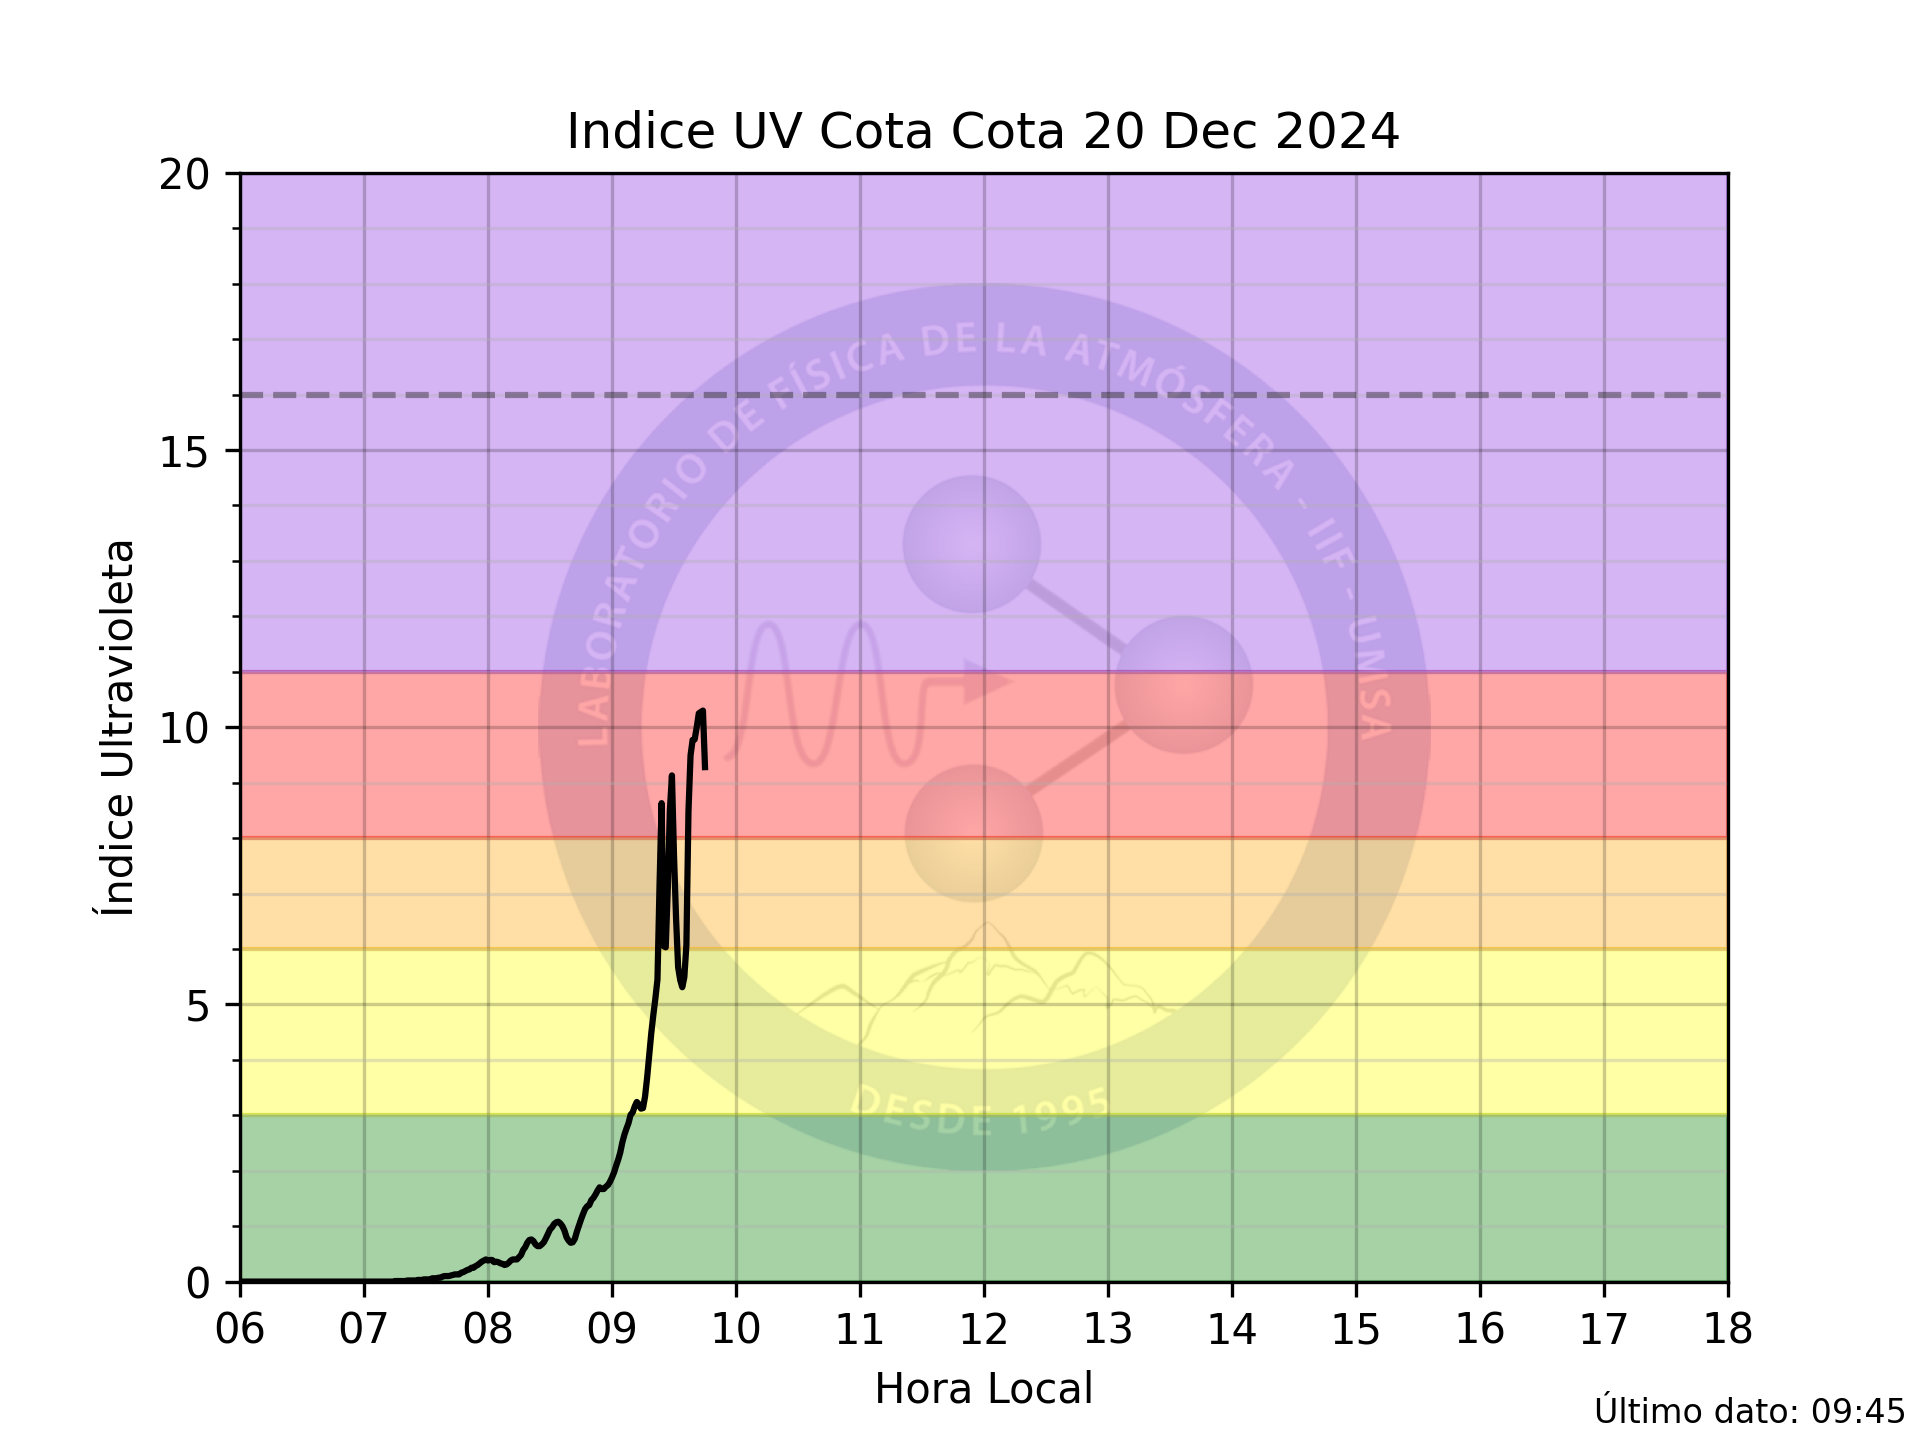 Indice UV Cota Cota 20 Dec 2024
20
15
10
5
0
Índice Ultravioleta
LABORATORIO DE FÍSICA DE LA ATMÓSFERA - IIF - UMSA
DESDE 1995
06 07 08 09 10 11 12 13 14 15 16 17 18
Hora Local
Último dato: 09:45